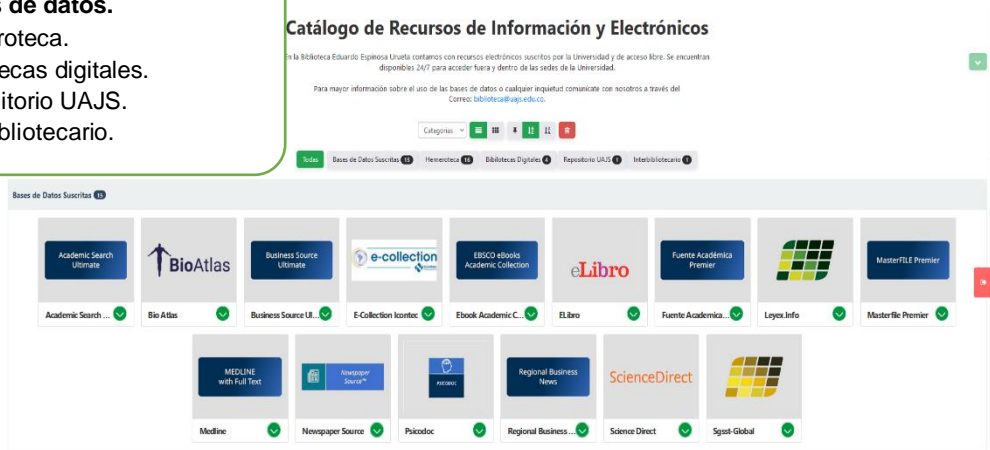 s de datos.
roteca.
tecas digitales.
sitorio UAJS.
bibliotecario.
Catálogo de Recursos de Información y Electrónicos
En la Biblioteca Eduardo Espinosa Urueta contamos con recursos electrónicos suscritos por la Universidad y de acceso libre. Se encuentran
disponibles 24/7 para acceder fuera y dentro de las sedes de la Universidad.
Para mayor información sobre el uso de las bases de datos o cualquier inquietud comunícate con nosotros a través del
Correo: biblioteca@uajs.edu.co.
Categorías
Todas Bases de Datos Suscritas 15 Hemeroteca 16 Bibliotecas Digitales 4 Repositorio UAJS 1 Interbibliotecario 1
Bases de Datos Suscritas 15
Academic Search
Ultimate
BioAtlas
Business Source
Ultimate
e-collection
EBSCO eBooks
Academic Collection
eLibro
Fuente Académica
Premier
MasterFILE Premier
Academic Search ... Bio Atlas Business Source Ul... E-Collection Icontec Ebook Academic C... ELibro Fuente Academica... Leyex.Info Masterfile Premier
MEDLINE
with Full Text
Newspaper
Source™
PSICODOC
Regional Business
News
ScienceDirect
Medline Newspaper Source Psicodoc Regional Business ... Science Direct Sgsst-Global